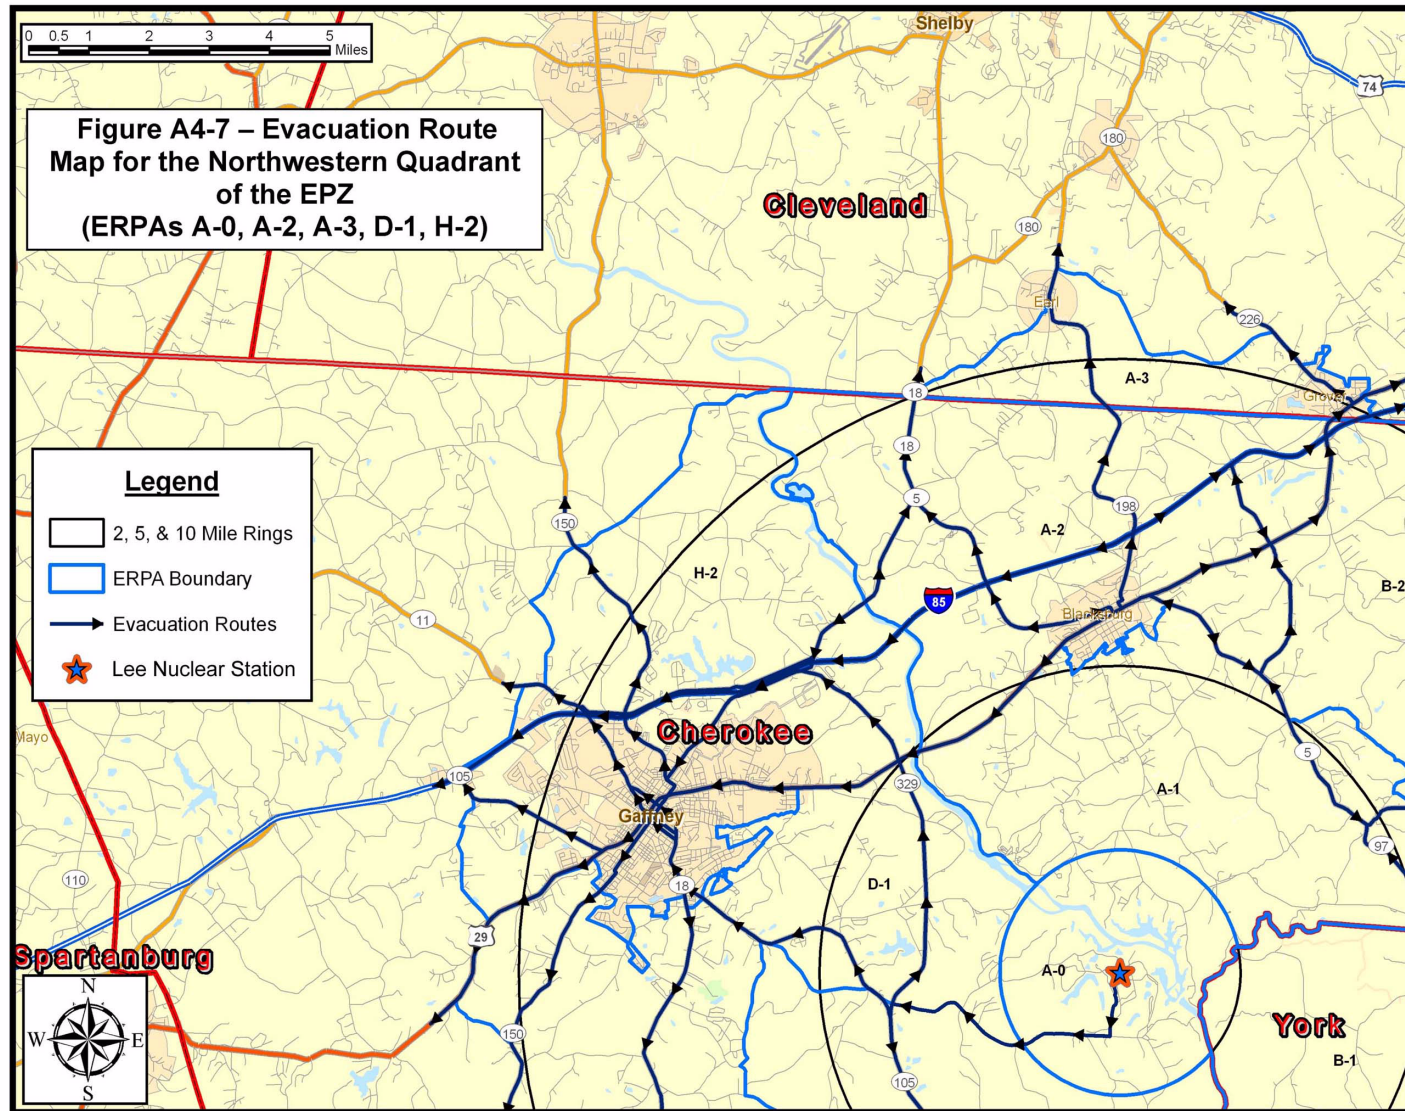 0 0.5 1 2 3 4 5
Miles
Shelby
74
Figure A4-7 – Evacuation Route
Map for the Northwestern Quadrant
of the EPZ
(ERPAs A-0, A-2, A-3, D-1, H-2)
180
Cleveland
180
Earl
226
A-3
18
Grover
18
Legend
2, 5, & 10 Mile Rings
ERPA Boundary
Evacuation Routes
Lee Nuclear Station
5
198
150
A-2
H-2
B-2
85
Blacksburg
11
Cherokee
Mayo
5
105
329
A-1
Gaffney
97
110
18
D-1
29
Spartanburg
A-0
N
W E
S
York
150
B-1
105